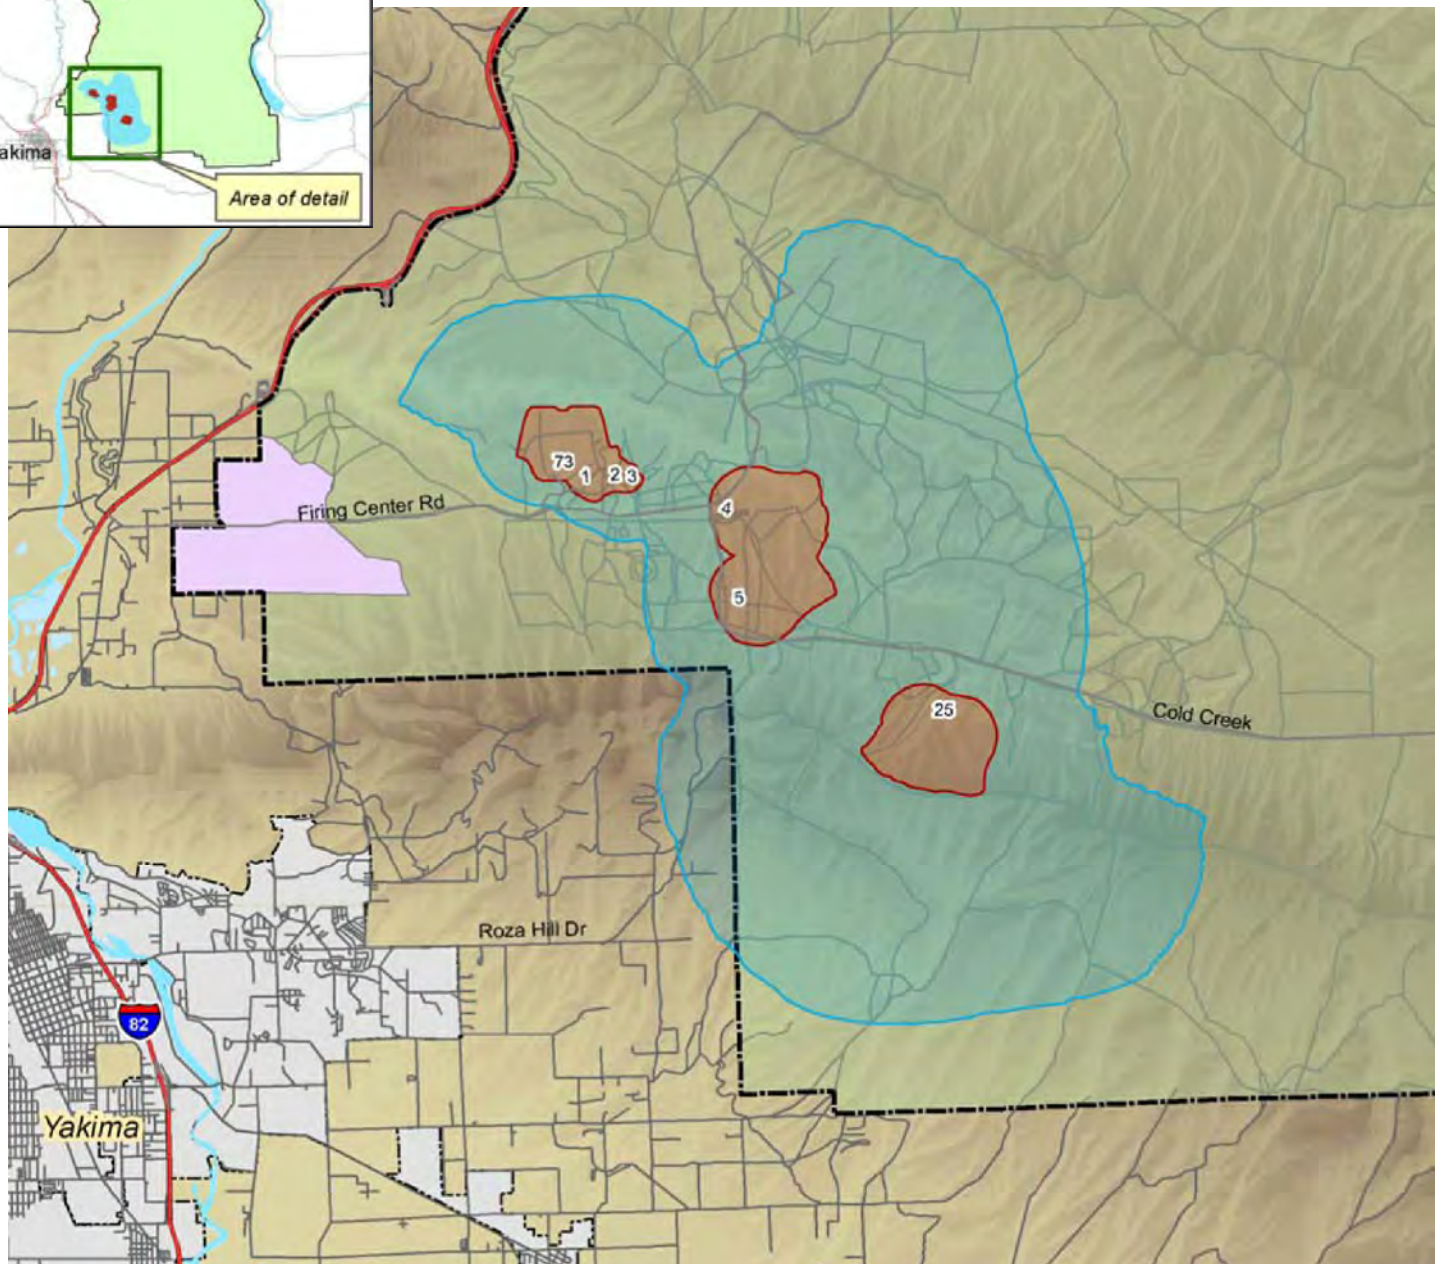 akima
Area of detail
73
1
2
3
4
Firing Center Rd
5
25
Cold Creek
Roza Hill Dr
82
Yakima